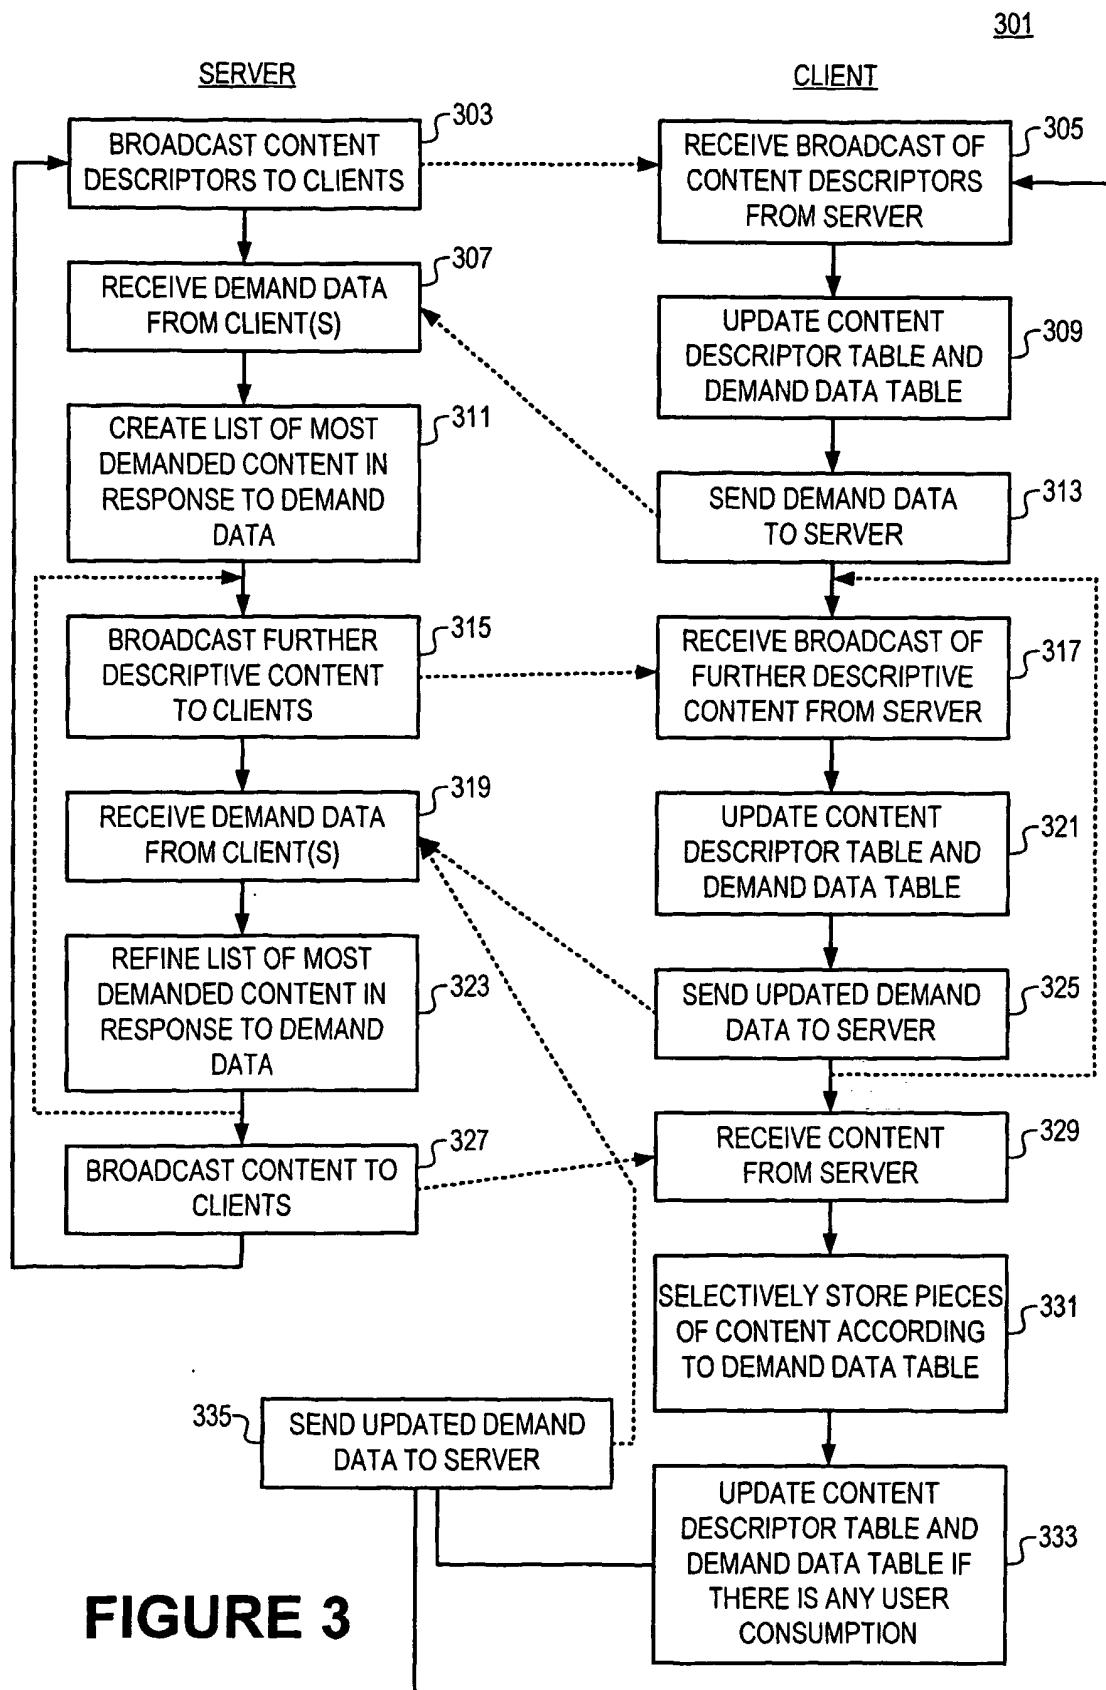 301
SERVER
CLIENT
BROADCAST CONTENT
DESCRIPTORS TO CLIENTS
303
RECEIVE BROADCAST OF
CONTENT DESCRIPTORS
FROM SERVER
305
RECEIVE DEMAND DATA
FROM CLIENT(S)
307
UPDATE CONTENT
DESCRIPTOR TABLE AND
DEMAND DATA TABLE
309
CREATE LIST OF MOST
DEMANDED CONTENT IN
RESPONSE TO DEMAND
DATA
311
SEND DEMAND DATA
TO SERVER
313
BROADCAST FURTHER
DESCRIPTIVE CONTENT
TO CLIENTS
315
RECEIVE BROADCAST OF
FURTHER DESCRIPTIVE
CONTENT FROM SERVER
317
RECEIVE DEMAND DATA
FROM CLIENT(S)
319
UPDATE CONTENT
DESCRIPTOR TABLE AND
DEMAND DATA TABLE
321
REFINE LIST OF MOST
DEMANDED CONTENT IN
RESPONSE TO DEMAND
DATA
323
SEND UPDATED DEMAND
DATA TO SERVER
325
BROADCAST CONTENT TO
CLIENTS
327
RECEIVE CONTENT
FROM SERVER
329
SELECTIVELY STORE PIECES
OF CONTENT ACCORDING
TO DEMAND DATA TABLE
331
335
SEND UPDATED DEMAND
DATA TO SERVER
UPDATE CONTENT
DESCRIPTOR TABLE AND
DEMAND DATA TABLE IF
THERE IS ANY USER
CONSUMPTION
333
FIGURE 3